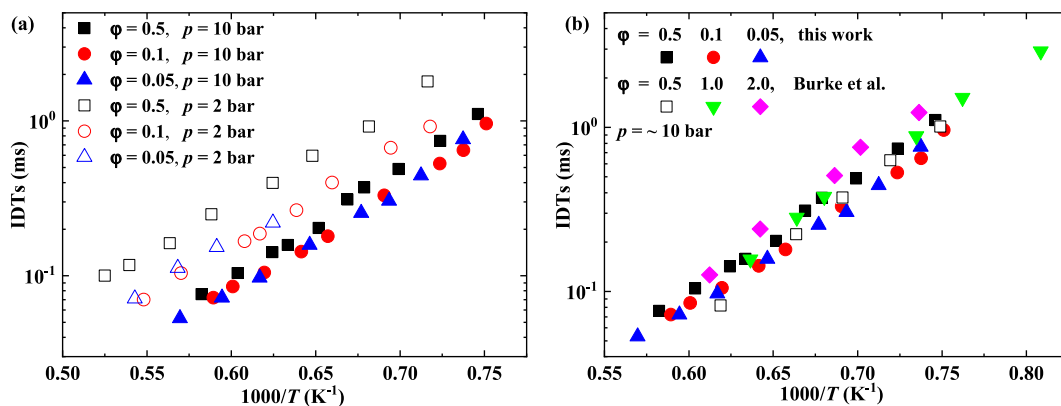 (a)
φ = 0.5, p = 10 bar
φ = 0.1, p = 10 bar
φ = 0.05, p = 10 bar
φ = 0.5, p = 2 bar
φ = 0.1, p = 2 bar
φ = 0.05, p = 2 bar
IDTs (ms)
10⁰
10⁻¹
0.50 0.55 0.60 0.65 0.70 0.75
1000/T (K⁻¹)
(b)
φ = 0.5 0.1 0.05, this work
φ = 0.5 1.0 2.0, Burke et al.
p = ~ 10 bar
IDTs (ms)
10⁰
10⁻¹
0.55 0.60 0.65 0.70 0.75 0.80
1000/T (K⁻¹)